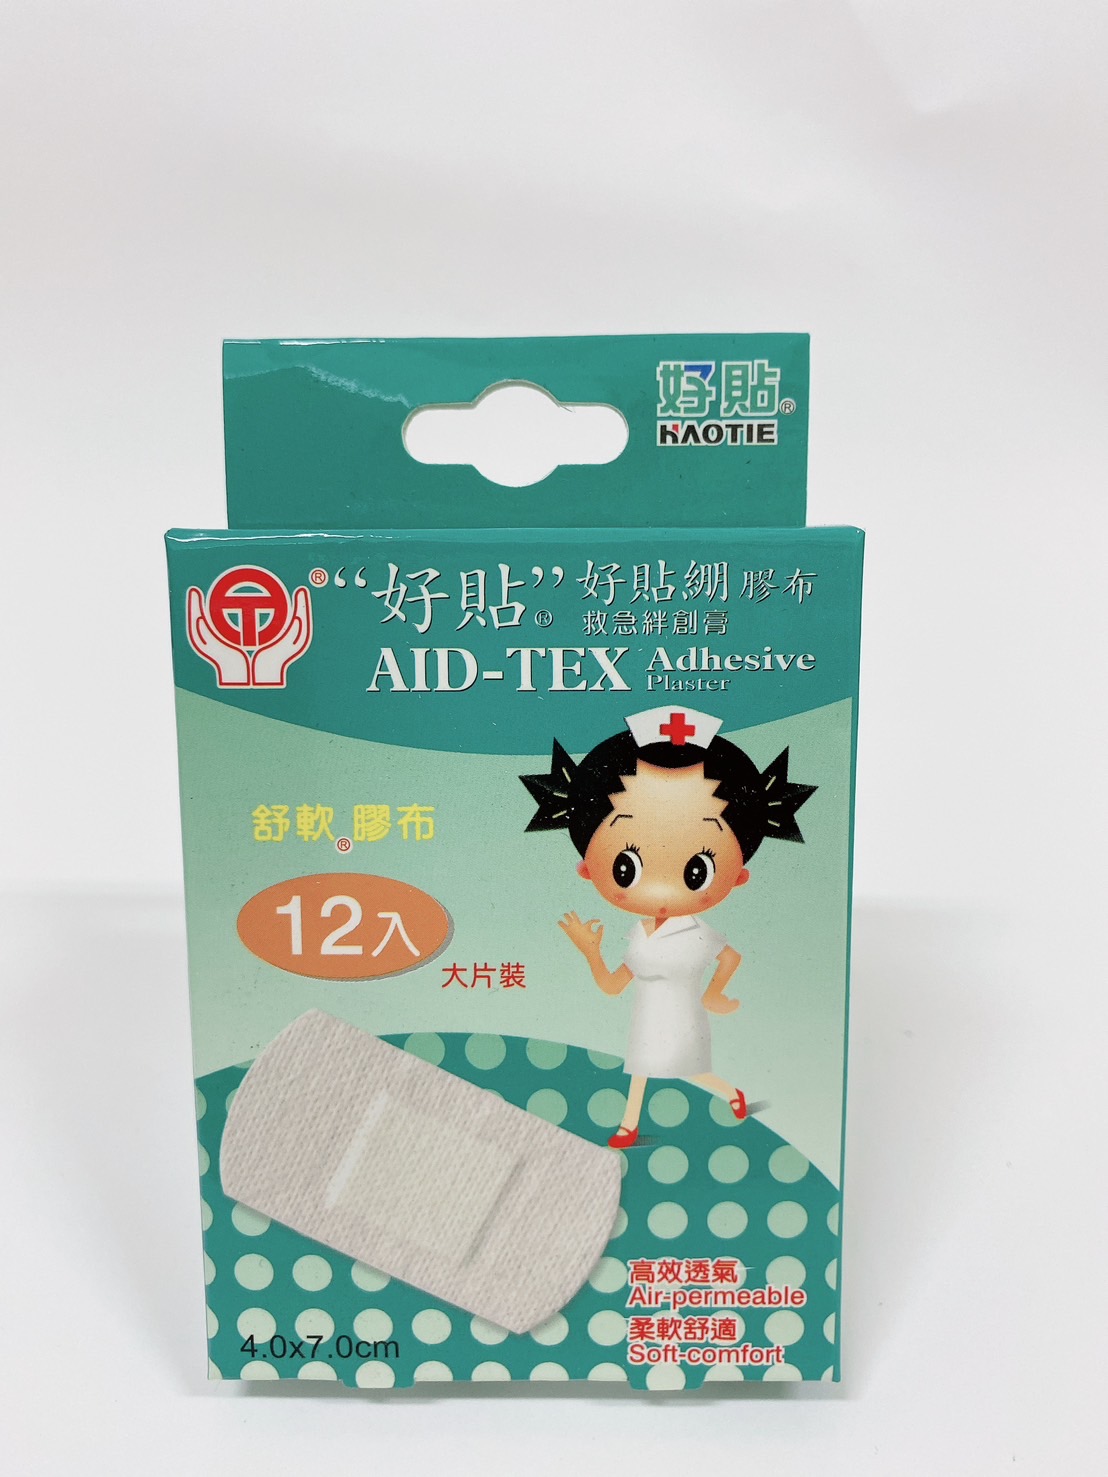 好貼®
HAOTIE
®“好貼”® 好貼綳 膠布
救急絆創膏
AID-TEX Adhesive
Plaster
舒軟® 膠布
12入
大片裝
高效透氣
Air-permeable
柔軟舒適
Soft-comfort
4.0x7.0cm